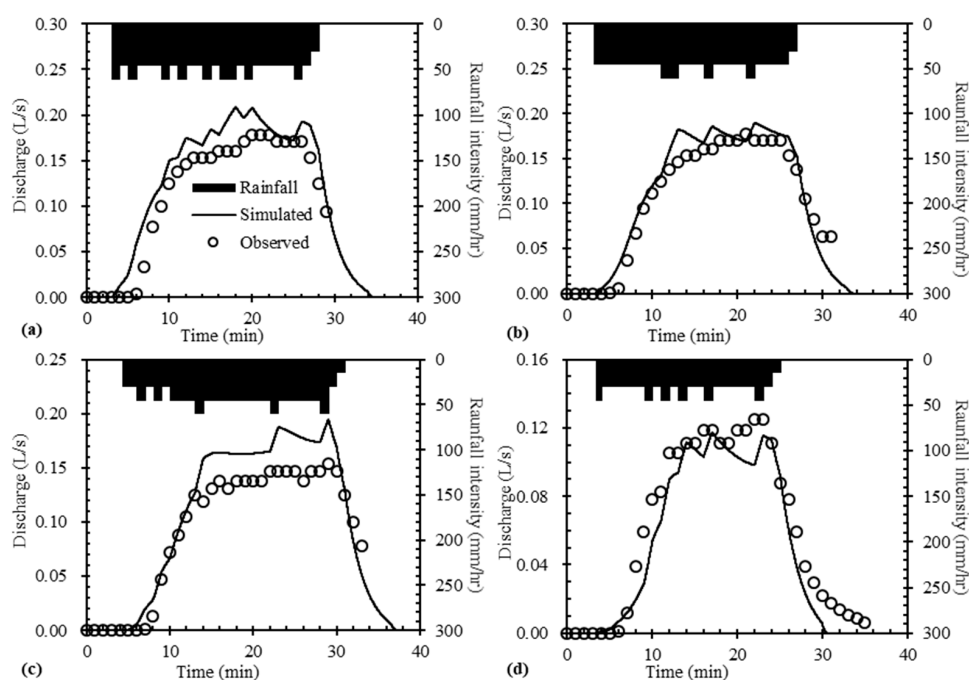 0.30
0.25
0.20
0.15
0.10
0.05
0.00
Discharge (L/s)
Rainfall
Simulated
Observed
0
50
100
150
200
250
300
Raunfall intensity (mm/hr)
0 10 20 30 40
Time (min)
(a)
0.30
0.25
0.20
0.15
0.10
0.05
0.00
Discharge (L/s)
0
50
100
150
200
250
300
Raunfall intensity (mm/hr)
0 10 20 30 40
Time (min)
(b)
0.25
0.20
0.15
0.10
0.05
0.00
Discharge (L/s)
0
50
100
150
200
250
300
Raunfall intensity (mm/hr)
0 10 20 30 40
Time (min)
(c)
0.16
0.12
0.08
0.04
0.00
Discharge (L/s)
0
50
100
150
200
250
300
Raunfall intensity (mm/hr)
0 10 20 30 40
Time (min)
(d)